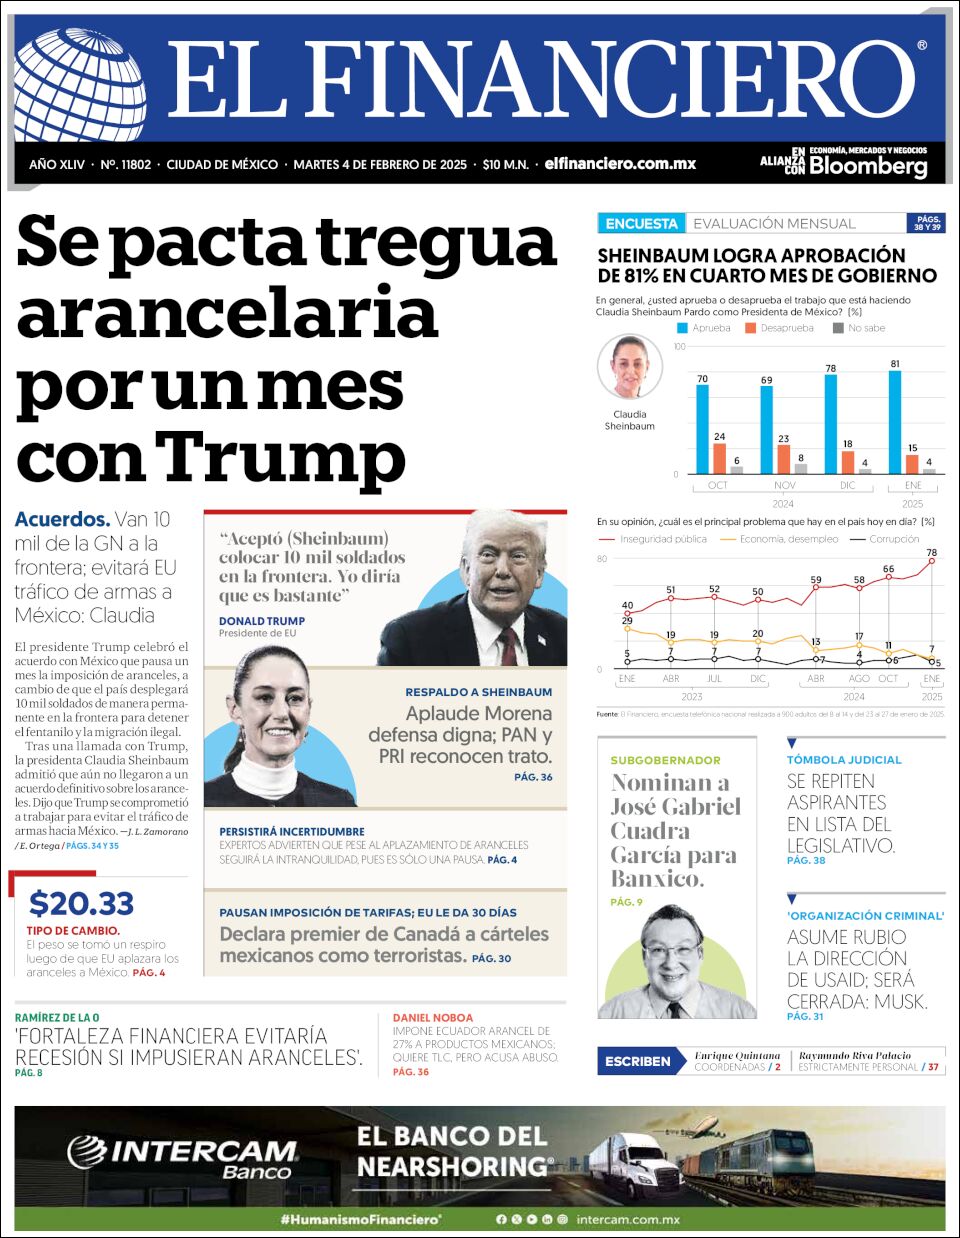 EL FINANCIERO®
AÑO XLIV · Nº. 11802 · CIUDAD DE MÉXICO · MARTES 4 DE FEBRERO DE 2025 · $10 M.N. · elfinanciero.com.mx
EN ALIANZA CON
ECONOMÍA, MERCADOS Y NEGOCIOS
Bloomberg
Se pacta tregua
arancelaria
por un mes
con Trump
Acuerdos. Van 10
mil de la GN a la
frontera; evitará EU
tráfico de armas a
México: Claudia
El presidente Trump celebró el
acuerdo con México que pausa un
mes la imposición de aranceles, a
cambio de que el país desplegará
10 mil soldados de manera perma-
nente en la frontera para detener
el fentanilo y la migración ilegal.
Tras una llamada con Trump,
la presidenta Claudia Sheinbaum
admitió que aún no llegaron a un
acuerdo definitivo sobre los arance-
les. Dijo que Trump se comprometió
a trabajar para evitar el tráfico de
armas hacia México. —J. L. Zamorano
/ E. Ortega / PÁGS. 34 Y 35
$20.33
TIPO DE CAMBIO.
El peso se tomó un respiro
luego de que EU aplazara los
aranceles a México. PÁG. 4
“Aceptó (Sheinbaum)
colocar 10 mil soldados
en la frontera. Yo diría
que es bastante”
DONALD TRUMP
Presidente de EU
RESPALDO A SHEINBAUM
Aplaude Morena
defensa digna; PAN y
PRI reconocen trato.
PÁG. 36
PERSISTIRÁ INCERTIDUMBRE
EXPERTOS ADVIERTEN QUE PESE AL APLAZAMIENTO DE ARANCELES
SEGUIRÁ LA INTRANQUILIDAD, PUES ES SÓLO UNA PAUSA. PÁG. 4
PAUSAN IMPOSICIÓN DE TARIFAS; EU LE DA 30 DÍAS
Declara premier de Canadá a cárteles
mexicanos como terroristas. PÁG. 30
RAMÍREZ DE LA O
'FORTALEZA FINANCIERA EVITARÍA
RECESIÓN SI IMPUSIERAN ARANCELES'.
PÁG. 8
DANIEL NOBOA
IMPONE ECUADOR ARANCEL DE
27% A PRODUCTOS MEXICANOS;
QUIERE TLC, PERO ACUSA ABUSO.
PÁG. 36
ENCUESTA EVALUACIÓN MENSUAL PÁGS. 38 Y 39
SHEINBAUM LOGRA APROBACIÓN
DE 81% EN CUARTO MES DE GOBIERNO
En general, ¿usted aprueba o desaprueba el trabajo que está haciendo
Claudia Sheinbaum Pardo como Presidenta de México? (%)
Aprueba Desaprueba No sabe
Claudia
Sheinbaum
100
70 69 78 81
24 23 18 15
6 8 4 4
0
OCT NOV DIC ENE
2024 2025
En su opinión, ¿cuál es el principal problema que hay en el país hoy en día? (%)
Inseguridad pública Economía, desempleo Corrupción
80
40 51 52 50 59 58 66 78
29 19 19 20 13 17 11 7
5 7 7 7 7 4 6 5
0
ENE ABR JUL DIC ABR AGO OCT ENE
2023 2024 2025
Fuente: El Financiero, encuesta telefónica nacional realizada a 900 adultos del 8 al 14 y del 23 al 27 de enero de 2025.
SUBGOBERNADOR
Nominan a
José Gabriel
Cuadra
García para
Banxico.
PÁG. 9
TÓMBOLA JUDICIAL
SE REPITEN
ASPIRANTES
EN LISTA DEL
LEGISLATIVO.
PÁG. 38
'ORGANIZACIÓN CRIMINAL'
ASUME RUBIO
LA DIRECCIÓN
DE USAID; SERÁ
CERRADA: MUSK.
PÁG. 31
ESCRIBEN
Enrique Quintana
COORDENADAS / 2
Raymundo Riva Palacio
ESTRICTAMENTE PERSONAL / 37
INTERCAM
Banco
EL BANCO DEL
NEARSHORING®
#HumanismoFinanciero®
intercam.com.mx